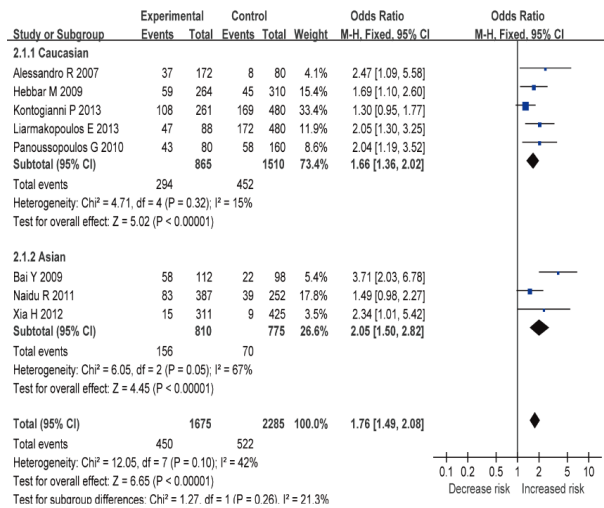 Experimental Control Odds Ratio Odds Ratio
Study or Subgroup Events Total Events Total Weight M-H, Fixed, 95% CI M-H, Fixed, 95% CI
2.1.1 Caucasian
Alessandro R 2007 37 172 8 80 4.1% 2.47 [1.09, 5.58]
Hebbar M 2009 59 264 45 310 15.4% 1.69 [1.10, 2.60]
Kontogianni P 2013 108 261 169 480 33.4% 1.30 [0.95, 1.77]
Liarmakopoulos E 2013 47 88 172 480 11.9% 2.05 [1.30, 3.25]
Panoussopoulos G 2010 43 80 58 160 8.6% 2.04 [1.19, 3.52]
Subtotal (95% CI) 865 1510 73.4% 1.66 [1.36, 2.02]
Total events 294 452
Heterogeneity: Chi² = 4.71, df = 4 (P = 0.32); I² = 15%
Test for overall effect: Z = 5.02 (P < 0.00001)
2.1.2 Asian
Bai Y 2009 58 112 22 98 5.4% 3.71 [2.03, 6.78]
Naidu R 2011 83 387 39 252 17.8% 1.49 [0.98, 2.27]
Xia H 2012 15 311 9 425 3.5% 2.34 [1.01, 5.42]
Subtotal (95% CI) 810 775 26.6% 2.05 [1.50, 2.82]
Total events 156 70
Heterogeneity: Chi² = 6.05, df = 2 (P = 0.05); I² = 67%
Test for overall effect: Z = 4.45 (P < 0.00001)
Total (95% CI) 1675 2285 100.0% 1.76 [1.49, 2.08]
Total events 450 522
Heterogeneity: Chi² = 12.05, df = 7 (P = 0.10); I² = 42%
Test for overall effect: Z = 6.65 (P < 0.00001)
Test for subgroup differences: Chi² = 1.27, df = 1 (P = 0.26), I² = 21.3%
0.1 0.2 0.5 1 2 5 10
Decrease risk Increased risk